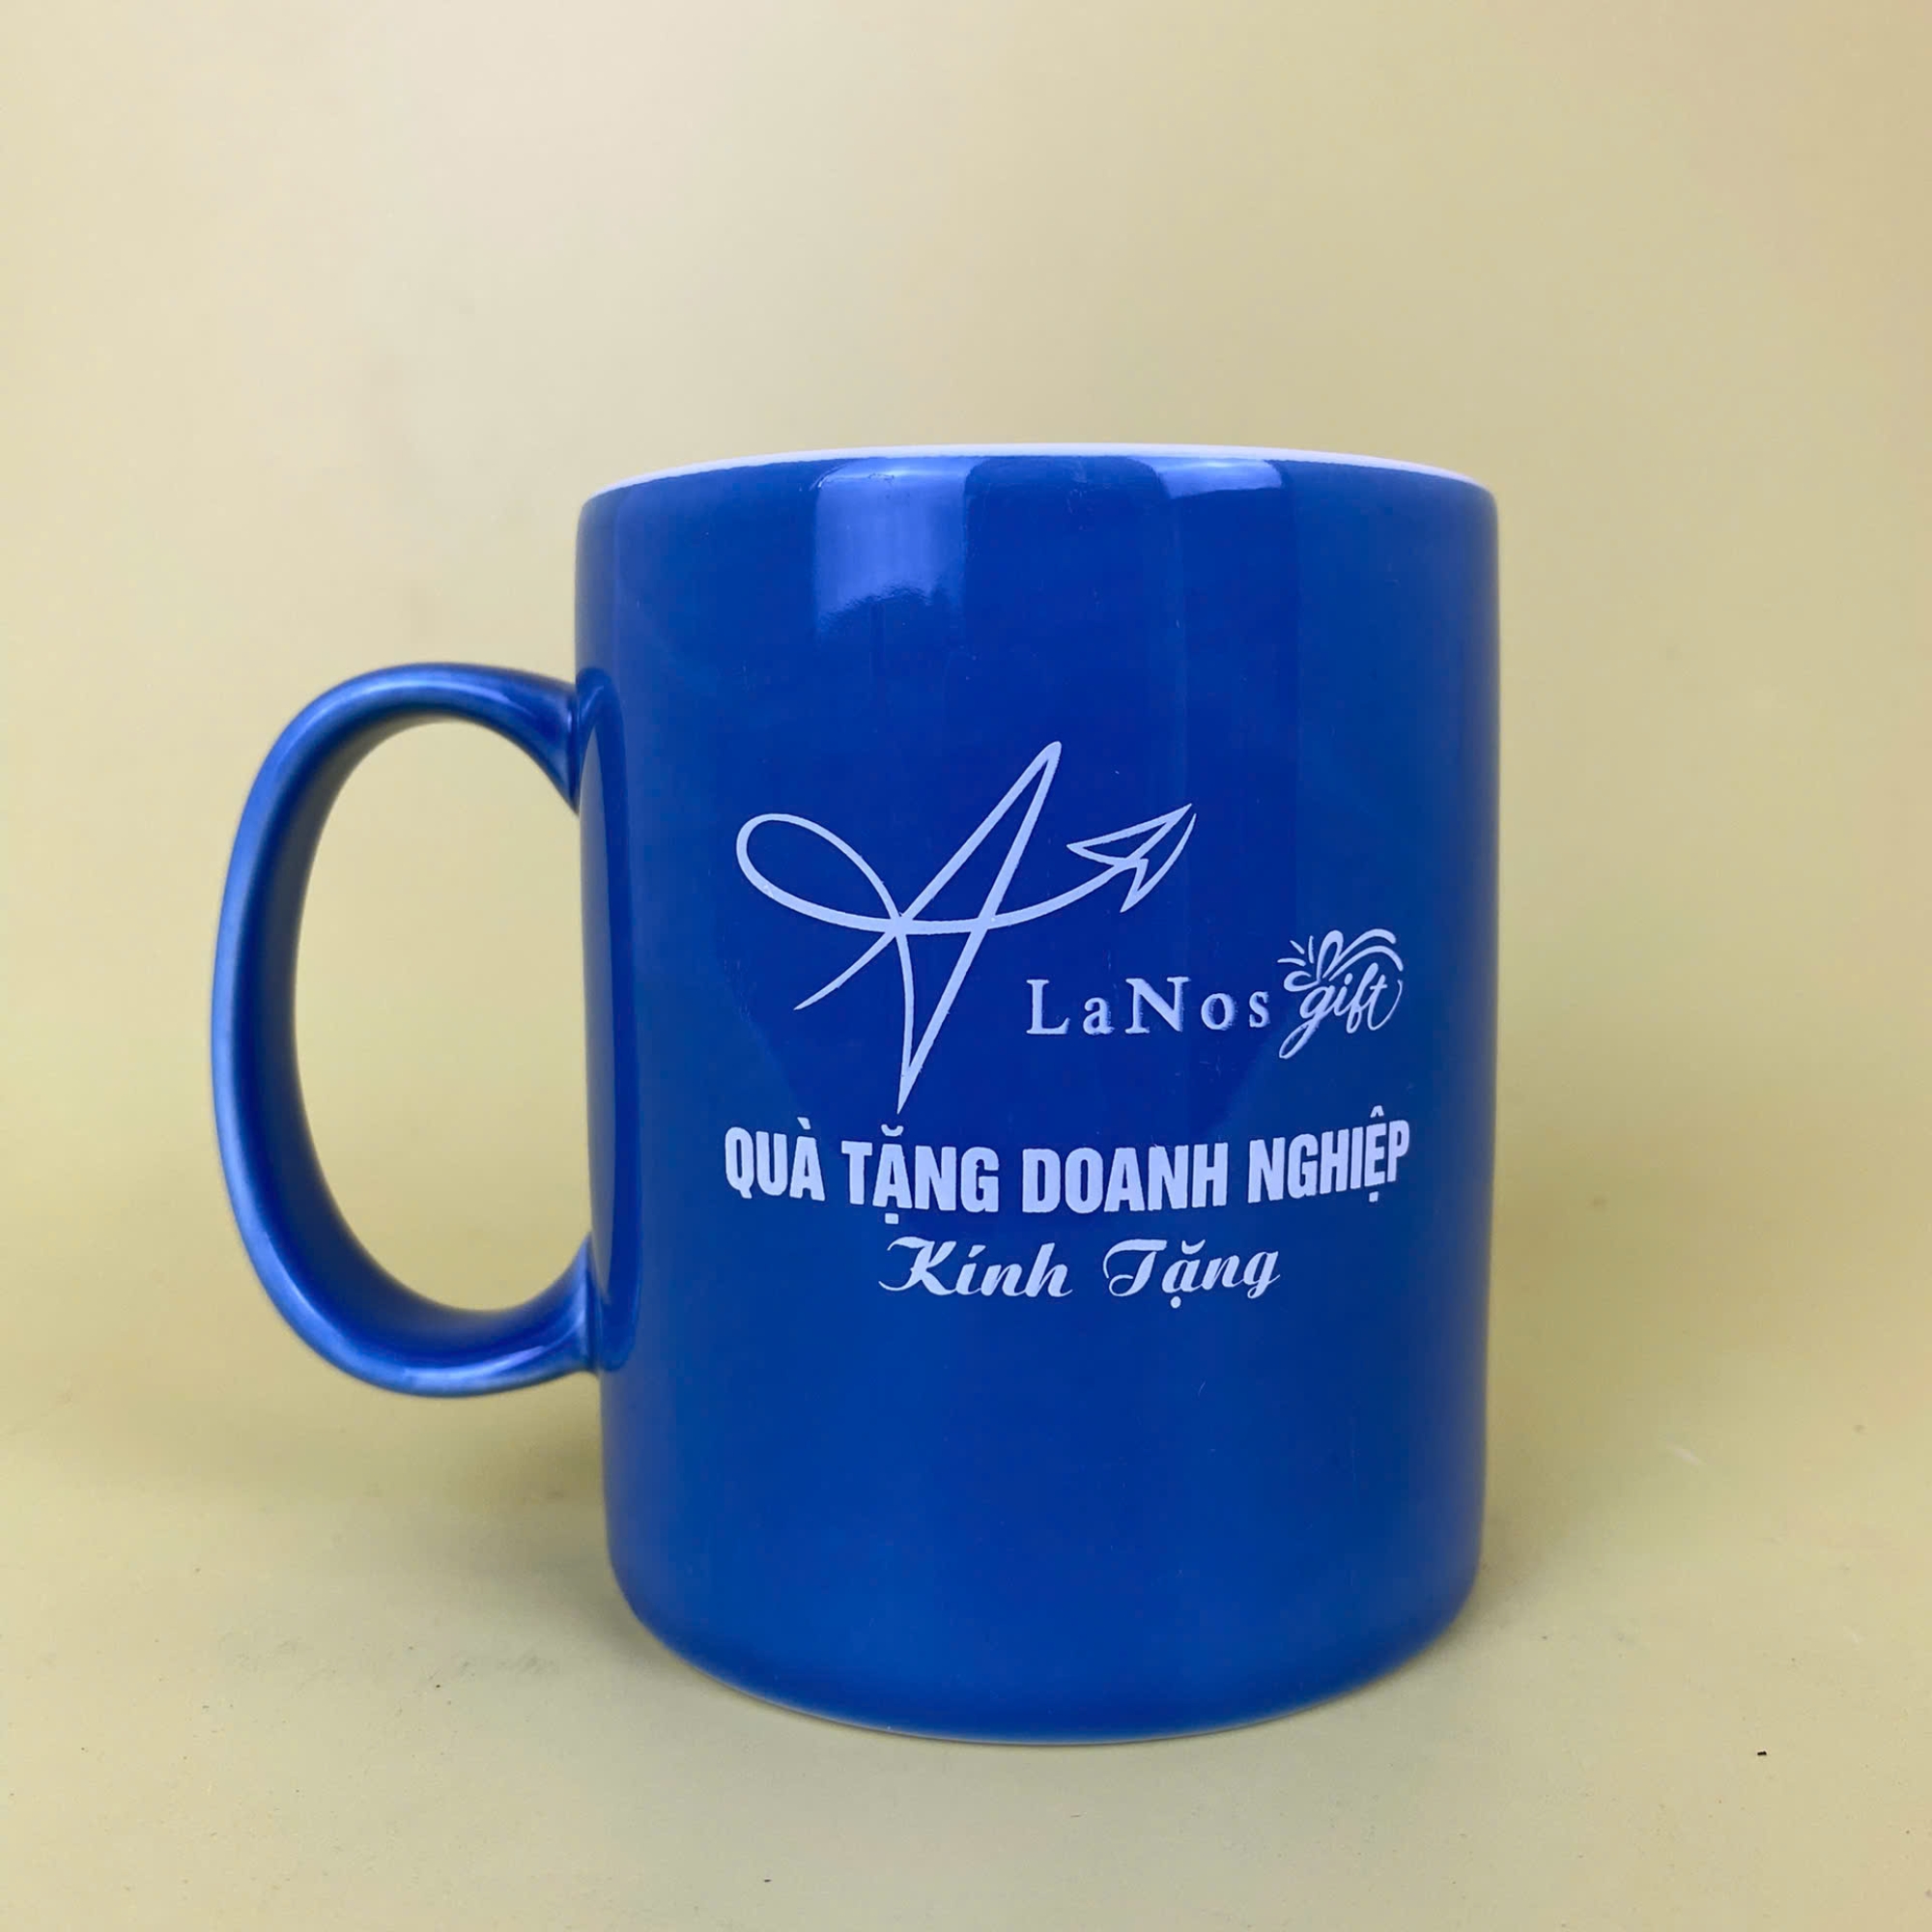 LaNos gift
QUÀ TẶNG DOANH NGHIỆP
Kính Tặng